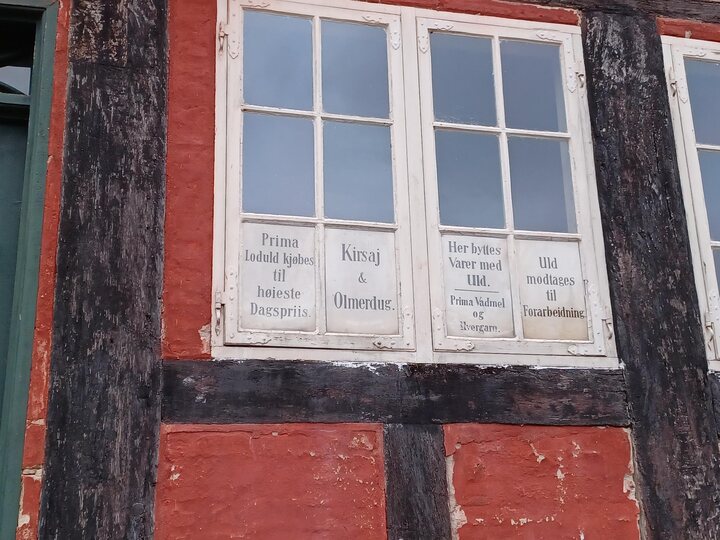 Prima
Loduld kjøbes
til
høieste
Dagspriis.
Kirsaj
&
Olmerdug.
Her byttes
Varer med
Uld.
Prima Vadmel
og
Hvergarn.
Uld
modtages
til
Forarbeidning.